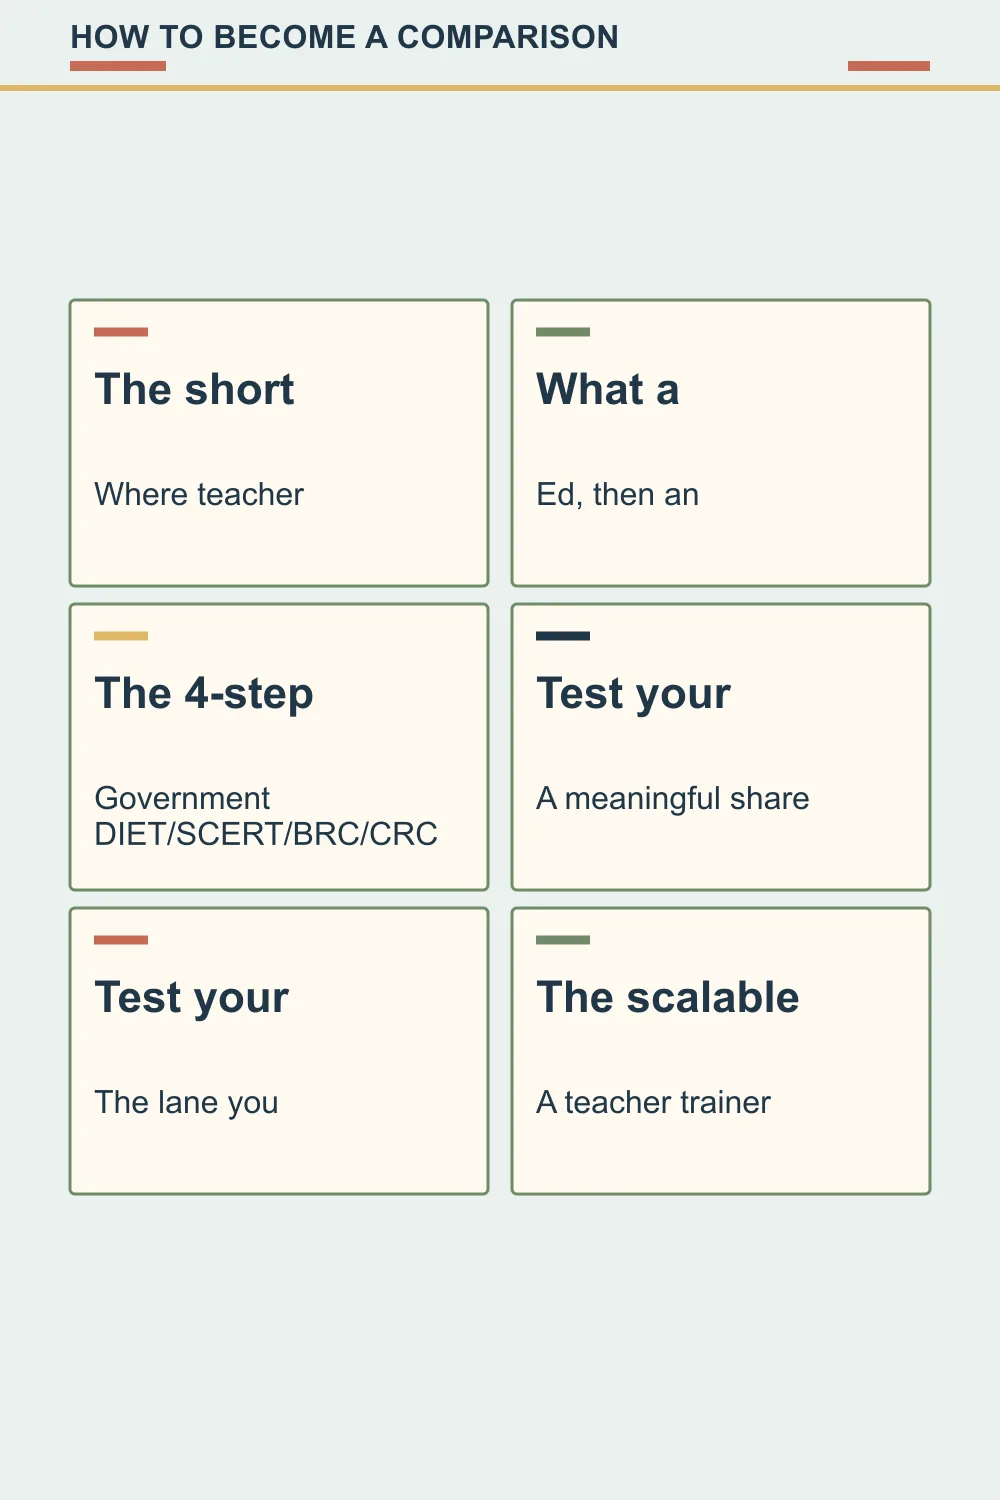 HOW TO BECOME A COMPARISON
The short
Where teacher
What a
Ed, then an
The 4-step
Government
DIET/SCERT/BRC/CRC
Test your
A meaningful share
Test your
The lane you
The scalable
A teacher trainer